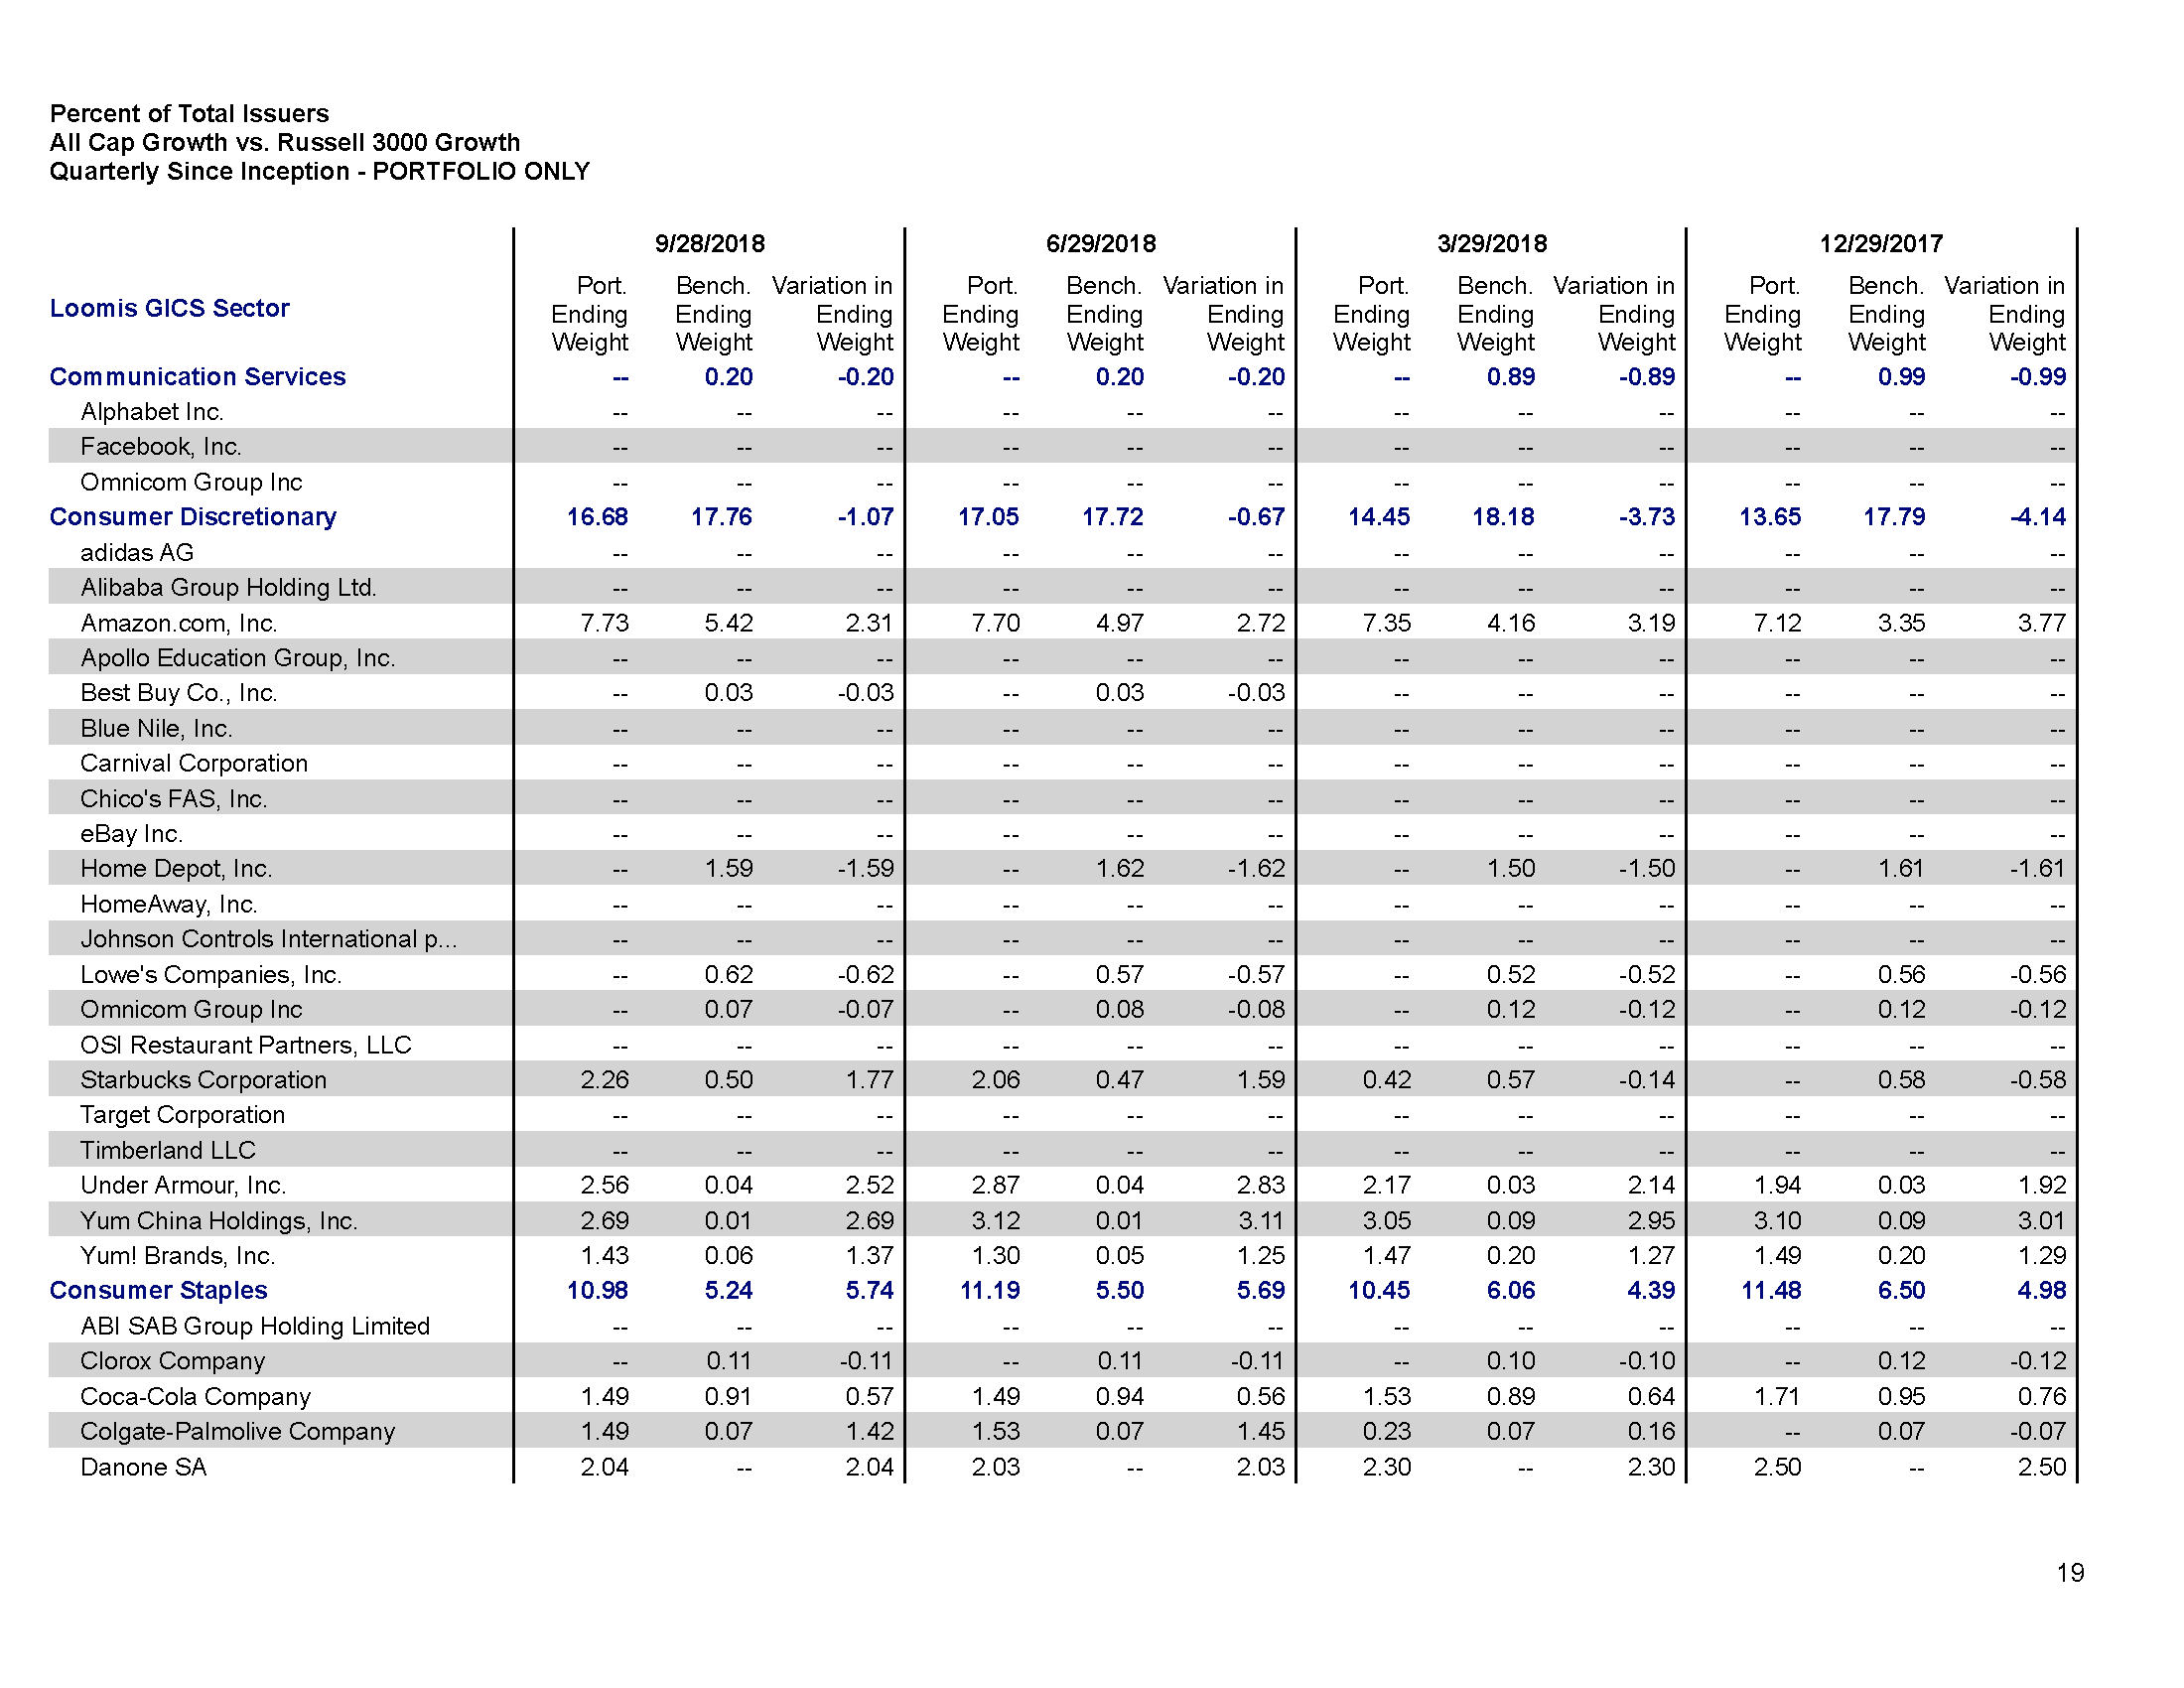 Percent of Total Issuers
All Cap Growth vs. Russell 3000 Growth
Quarterly Since Inception - PORTFOLIO ONLY
9/28/2018 6/29/2018 3/29/2018 12/29/2017
Loomis GICS Sector
Port. Bench. Variation in Port. Bench. Variation in Port. Bench. Variation in Port. Bench. Variation in
Ending Ending Ending Ending Ending Ending Ending Ending Ending Ending Ending Ending
Weight Weight Weight Weight Weight Weight Weight Weight Weight Weight Weight Weight
Communication Services -- 0.20 -0.20 -- 0.20 -0.20 -- 0.89 -0.89 -- 0.99 -0.99
Alphabet Inc. -- -- -- -- -- -- -- -- -- -- -- --
Facebook, Inc. -- -- -- -- -- -- -- -- -- -- -- --
Omnicom Group Inc -- -- -- -- -- -- -- -- -- -- -- --
Consumer Discretionary 16.68 17.76 -1.07 17.05 17.72 -0.67 14.45 18.18 -3.73 13.65 17.79 -4.14
adidas AG -- -- -- -- -- -- -- -- -- -- -- --
Alibaba Group Holding Ltd. -- -- -- -- -- -- -- -- -- -- -- --
Amazon.com, Inc. 7.73 5.42 2.31 7.70 4.97 2.72 7.35 4.16 3.19 7.12 3.35 3.77
Apollo Education Group, Inc. -- -- -- -- -- -- -- -- -- -- -- --
Best Buy Co., Inc. -- 0.03 -0.03 -- 0.03 -0.03 -- -- -- -- -- --
Blue Nile, Inc. -- -- -- -- -- -- -- -- -- -- -- --
Carnival Corporation -- -- -- -- -- -- -- -- -- -- -- --
Chico's FAS, Inc. -- -- -- -- -- -- -- -- -- -- -- --
eBay Inc. -- -- -- -- -- -- -- -- -- -- -- --
Home Depot, Inc. -- 1.59 -1.59 -- 1.62 -1.62 -- 1.50 -1.50 -- 1.61 -1.61
HomeAway, Inc. -- -- -- -- -- -- -- -- -- -- -- --
Johnson Controls International p... -- -- -- -- -- -- -- -- -- -- -- --
Lowe's Companies, Inc. -- 0.62 -0.62 -- 0.57 -0.57 -- 0.52 -0.52 -- 0.56 -0.56
Omnicom Group Inc -- 0.07 -0.07 -- 0.08 -0.08 -- 0.12 -0.12 -- 0.12 -0.12
OSI Restaurant Partners, LLC -- -- -- -- -- -- -- -- -- -- -- --
Starbucks Corporation 2.26 0.50 1.77 2.06 0.47 1.59 0.42 0.57 -0.14 -- 0.58 -0.58
Target Corporation -- -- -- -- -- -- -- -- -- -- -- --
Timberland LLC -- -- -- -- -- -- -- -- -- -- -- --
Under Armour, Inc. 2.56 0.04 2.52 2.87 0.04 2.83 2.17 0.03 2.14 1.94 0.03 1.92
Yum China Holdings, Inc. 2.69 0.01 2.69 3.12 0.01 3.11 3.05 0.09 2.95 3.10 0.09 3.01
Yum! Brands, Inc. 1.43 0.06 1.37 1.30 0.05 1.25 1.47 0.20 1.27 1.49 0.20 1.29
Consumer Staples 10.98 5.24 5.74 11.19 5.50 5.69 10.45 6.06 4.39 11.48 6.50 4.98
ABI SAB Group Holding Limited -- -- -- -- -- -- -- -- -- -- -- --
Clorox Company -- 0.11 -0.11 -- 0.11 -0.11 -- 0.10 -0.10 -- 0.12 -0.12
Coca-Cola Company 1.49 0.91 0.57 1.49 0.94 0.56 1.53 0.89 0.64 1.71 0.95 0.76
Colgate-Palmolive Company 1.49 0.07 1.42 1.53 0.07 1.45 0.23 0.07 0.16 -- 0.07 -0.07
Danone SA 2.04 -- 2.04 2.03 -- 2.03 2.30 -- 2.30 2.50 -- 2.50
19